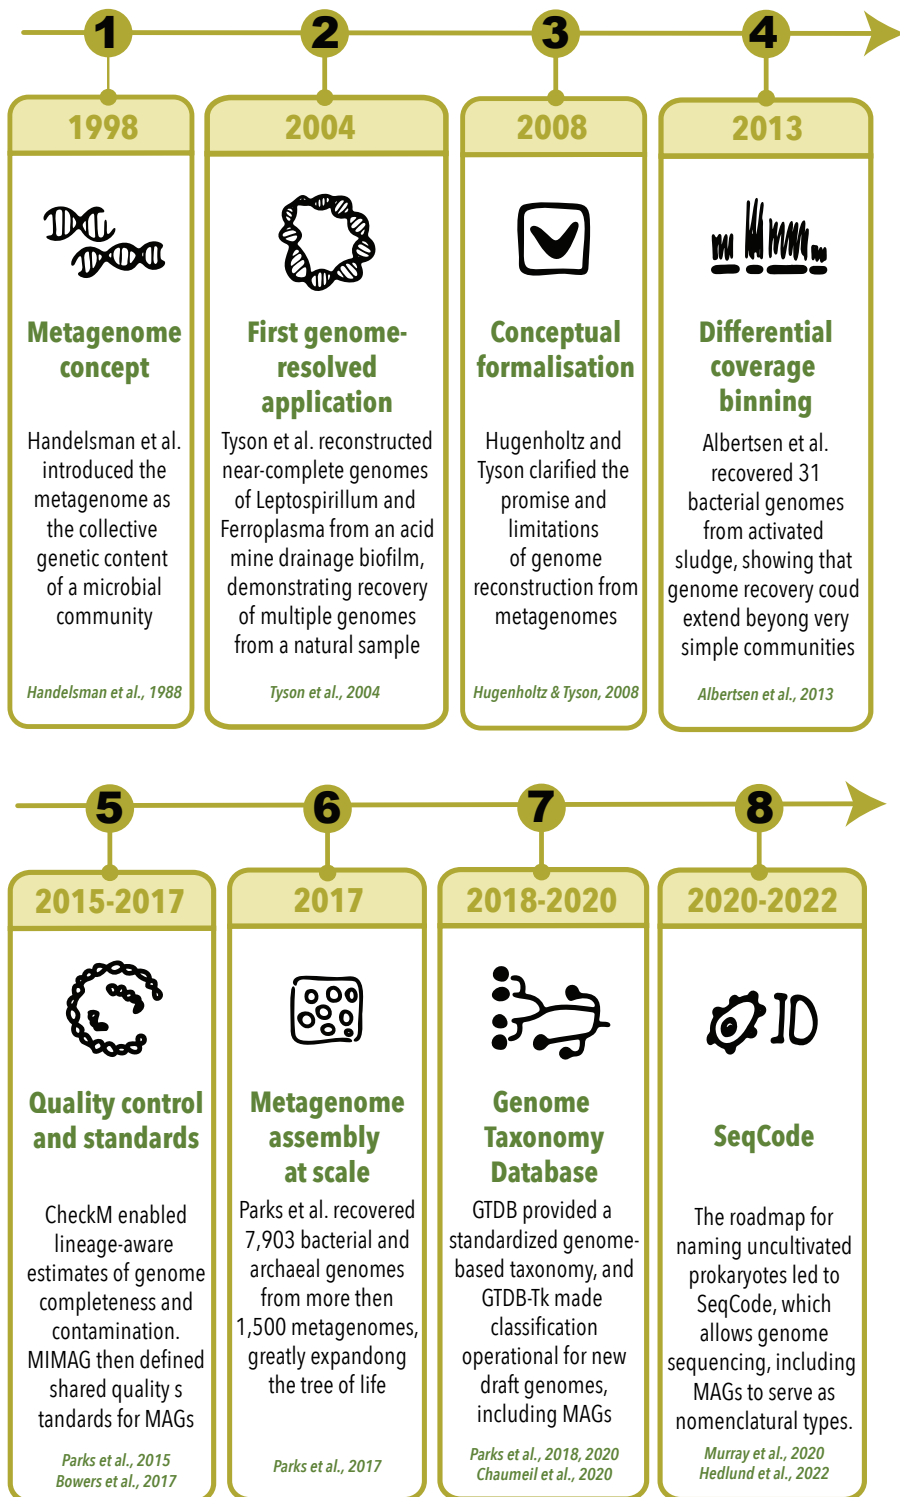 1
2
3
4
1998
Metagenome
concept
Handelsman et al.
introduced the
metagenome as
the collective
genetic content
of a microbial
community
Handelsman et al., 1988
2004
First genome-
resolved
application
Tyson et al. reconstructed
near-complete genomes
of Leptospirillum and
Ferroplasma from an acid
mine drainage biofilm,
demonstrating recovery
of multiple genomes
from a natural sample
Tyson et al., 2004
2008
Conceptual
formalisation
Hugenholtz and
Tyson clarified the
promise and
limitations
of genome
reconstruction from
metagenomes
Hugenholtz & Tyson, 2008
2013
Differential
coverage
binning
Albertsen et al.
recovered 31
bacterial genomes
from activated
sludge, showing that
genome recovery coud
extend beyong very
simple communities
Albertsen et al., 2013
5
6
7
8
2015-2017
Quality control
and standards
CheckM enabled
lineage-aware
estimates of genome
completeness and
contamination.
MIMAG then defined
shared quality s
tandards for MAGs
Parks et al., 2015
Bowers et al., 2017
2017
Metagenome
assembly
at scale
Parks et al. recovered
7,903 bacterial and
archaeal genomes
from more then
1,500 metagenomes,
greatly expandong
the tree of life
Parks et al., 2017
2018-2020
Genome
Taxonomy
Database
GTDB provided a
standardized genome-
based taxonomy, and
GTDB-Tk made
classification
operational for new
draft genomes,
including MAGs
Parks et al., 2018, 2020
Chaumeil et al., 2020
2020-2022
ID
SeqCode
The roadmap for
naming uncultivated
prokaryotes led to
SeqCode, which
allows genome
sequencing, including
MAGs to serve as
nomenclatural types.
Murray et al., 2020
Hedlund et al., 2022